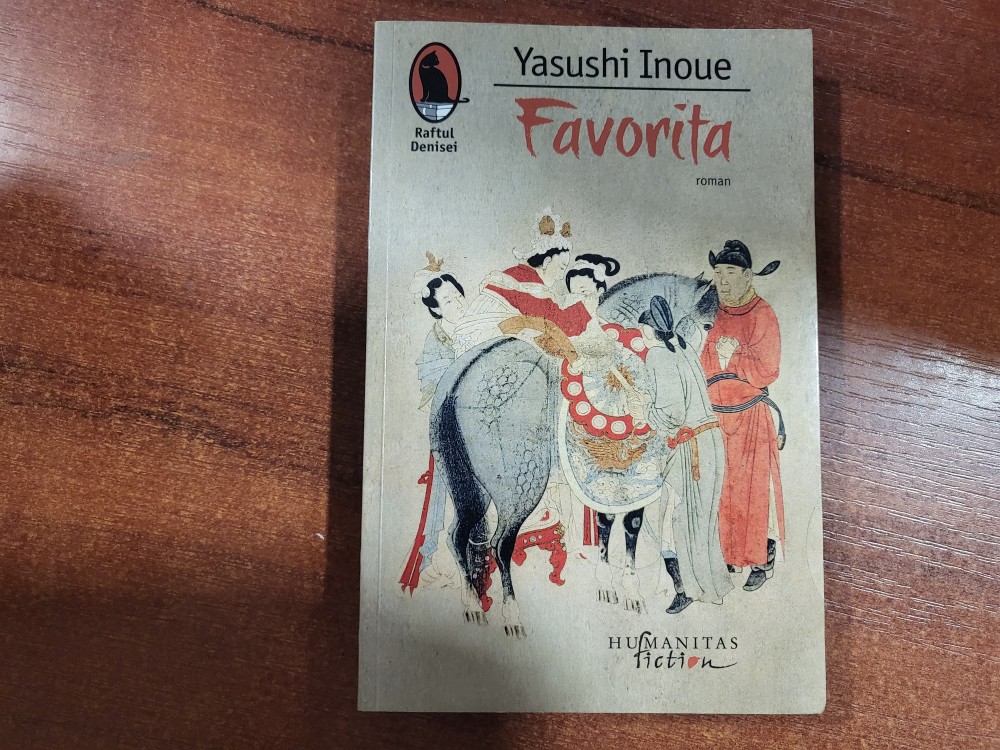 Yasushi Inoue
Favorita
roman
Raftul
Denisei
HUMANITAS
fiction